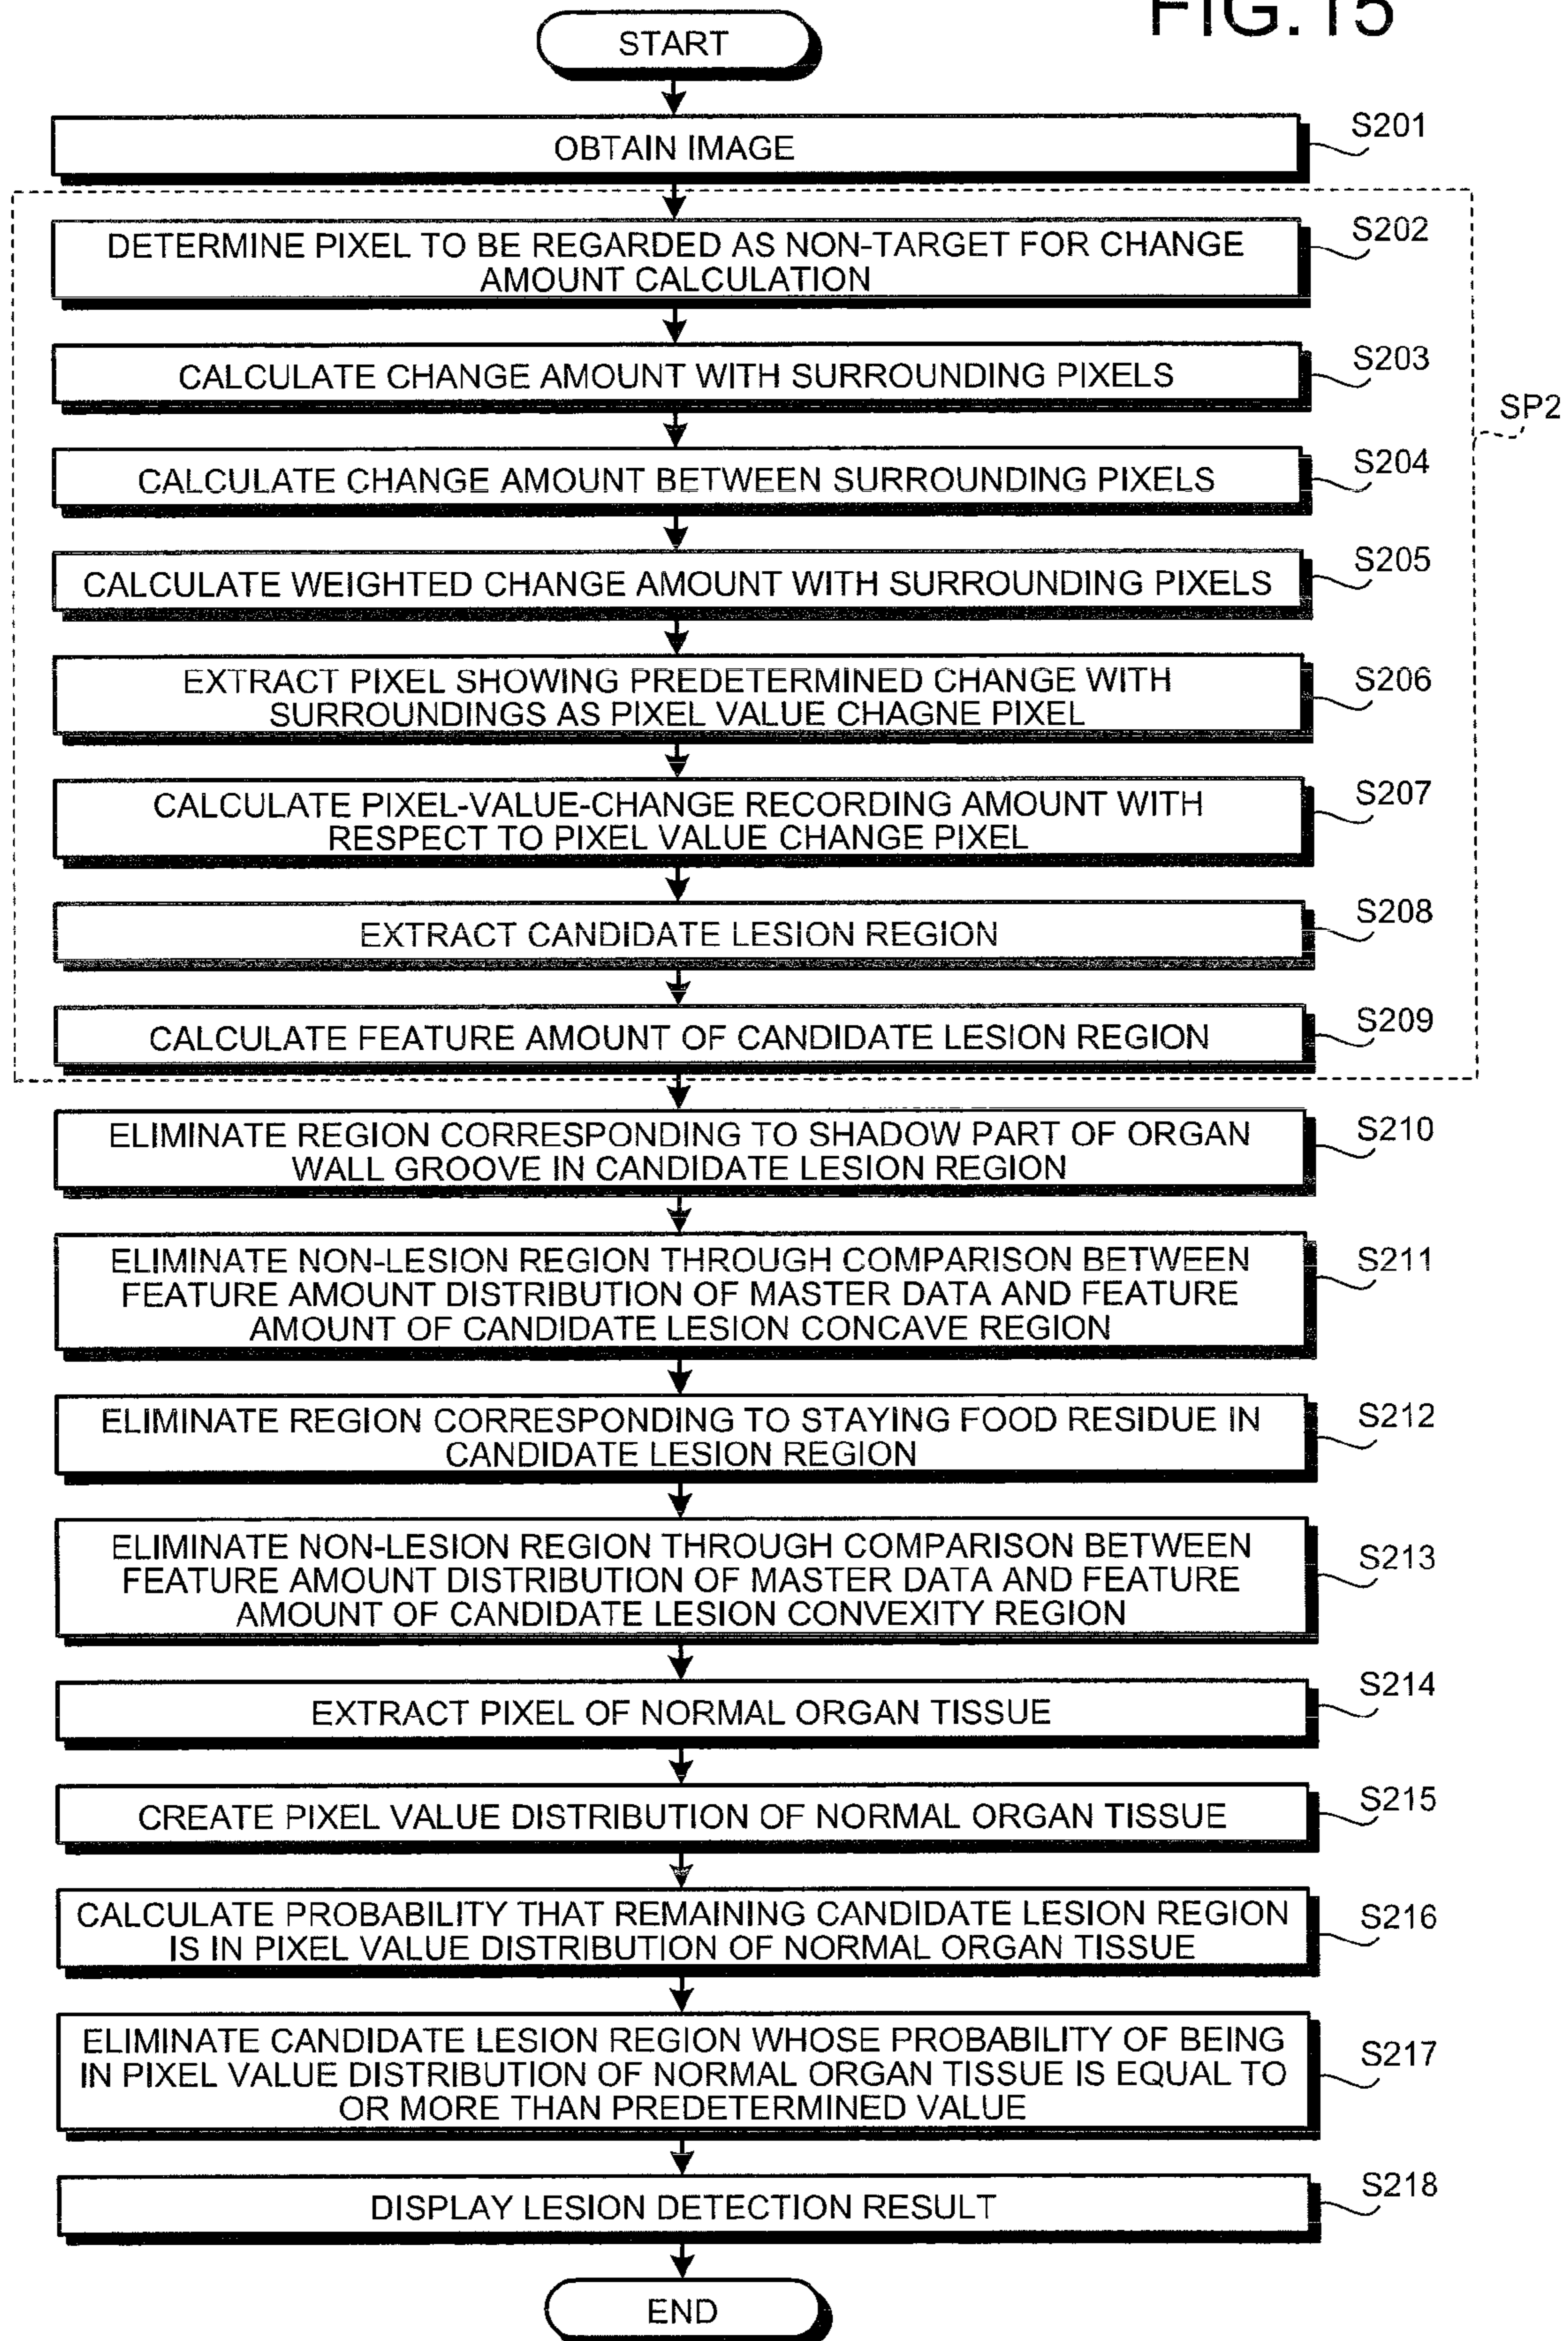 FIG.15
START
OBTAIN IMAGE
S201
DETERMINE PIXEL TO BE REGARDED AS NON-TARGET FOR CHANGE
AMOUNT CALCULATION
S202
CALCULATE CHANGE AMOUNT WITH SURROUNDING PIXELS
S203
SP2
CALCULATE CHANGE AMOUNT BETWEEN SURROUNDING PIXELS
S204
CALCULATE WEIGHTED CHANGE AMOUNT WITH SURROUNDING PIXELS
S205
EXTRACT PIXEL SHOWING PREDETERMINED CHANGE WITH
SURROUNDINGS AS PIXEL VALUE CHAGNE PIXEL
S206
CALCULATE PIXEL-VALUE-CHANGE RECORDING AMOUNT WITH
RESPECT TO PIXEL VALUE CHANGE PIXEL
S207
EXTRACT CANDIDATE LESION REGION
S208
CALCULATE FEATURE AMOUNT OF CANDIDATE LESION REGION
S209
ELIMINATE REGION CORRESPONDING TO SHADOW PART OF ORGAN
WALL GROOVE IN CANDIDATE LESION REGION
S210
ELIMINATE NON-LESION REGION THROUGH COMPARISON BETWEEN
FEATURE AMOUNT DISTRIBUTION OF MASTER DATA AND FEATURE
AMOUNT OF CANDIDATE LESION CONCAVE REGION
S211
ELIMINATE REGION CORRESPONDING TO STAYING FOOD RESIDUE IN
CANDIDATE LESION REGION
S212
ELIMINATE NON-LESION REGION THROUGH COMPARISON BETWEEN
FEATURE AMOUNT DISTRIBUTION OF MASTER DATA AND FEATURE
AMOUNT OF CANDIDATE LESION CONVEXITY REGION
S213
EXTRACT PIXEL OF NORMAL ORGAN TISSUE
S214
CREATE PIXEL VALUE DISTRIBUTION OF NORMAL ORGAN TISSUE
S215
CALCULATE PROBABILITY THAT REMAINING CANDIDATE LESION REGION
IS IN PIXEL VALUE DISTRIBUTION OF NORMAL ORGAN TISSUE
S216
ELIMINATE CANDIDATE LESION REGION WHOSE PROBABILITY OF BEING
IN PIXEL VALUE DISTRIBUTION OF NORMAL ORGAN TISSUE IS EQUAL TO
OR MORE THAN PREDETERMINED VALUE
S217
DISPLAY LESION DETECTION RESULT
S218
END